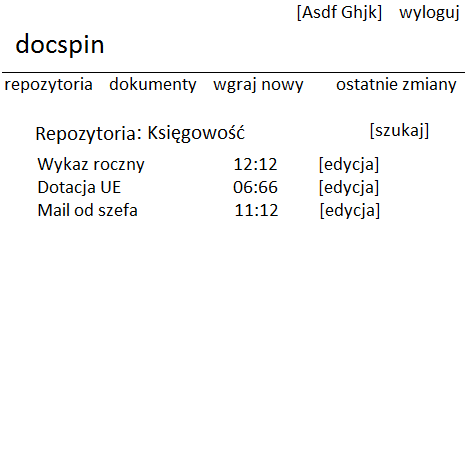 [Asdf Ghjk] wyloguj
docspin
repozytoria dokumenty wgraj nowy ostatnie zmiany
Repozytoria: Księgowość [szukaj]
Wykaz roczny 12:12 [edycja]
Dotacja UE 06:66 [edycja]
Mail od szefa 11:12 [edycja]